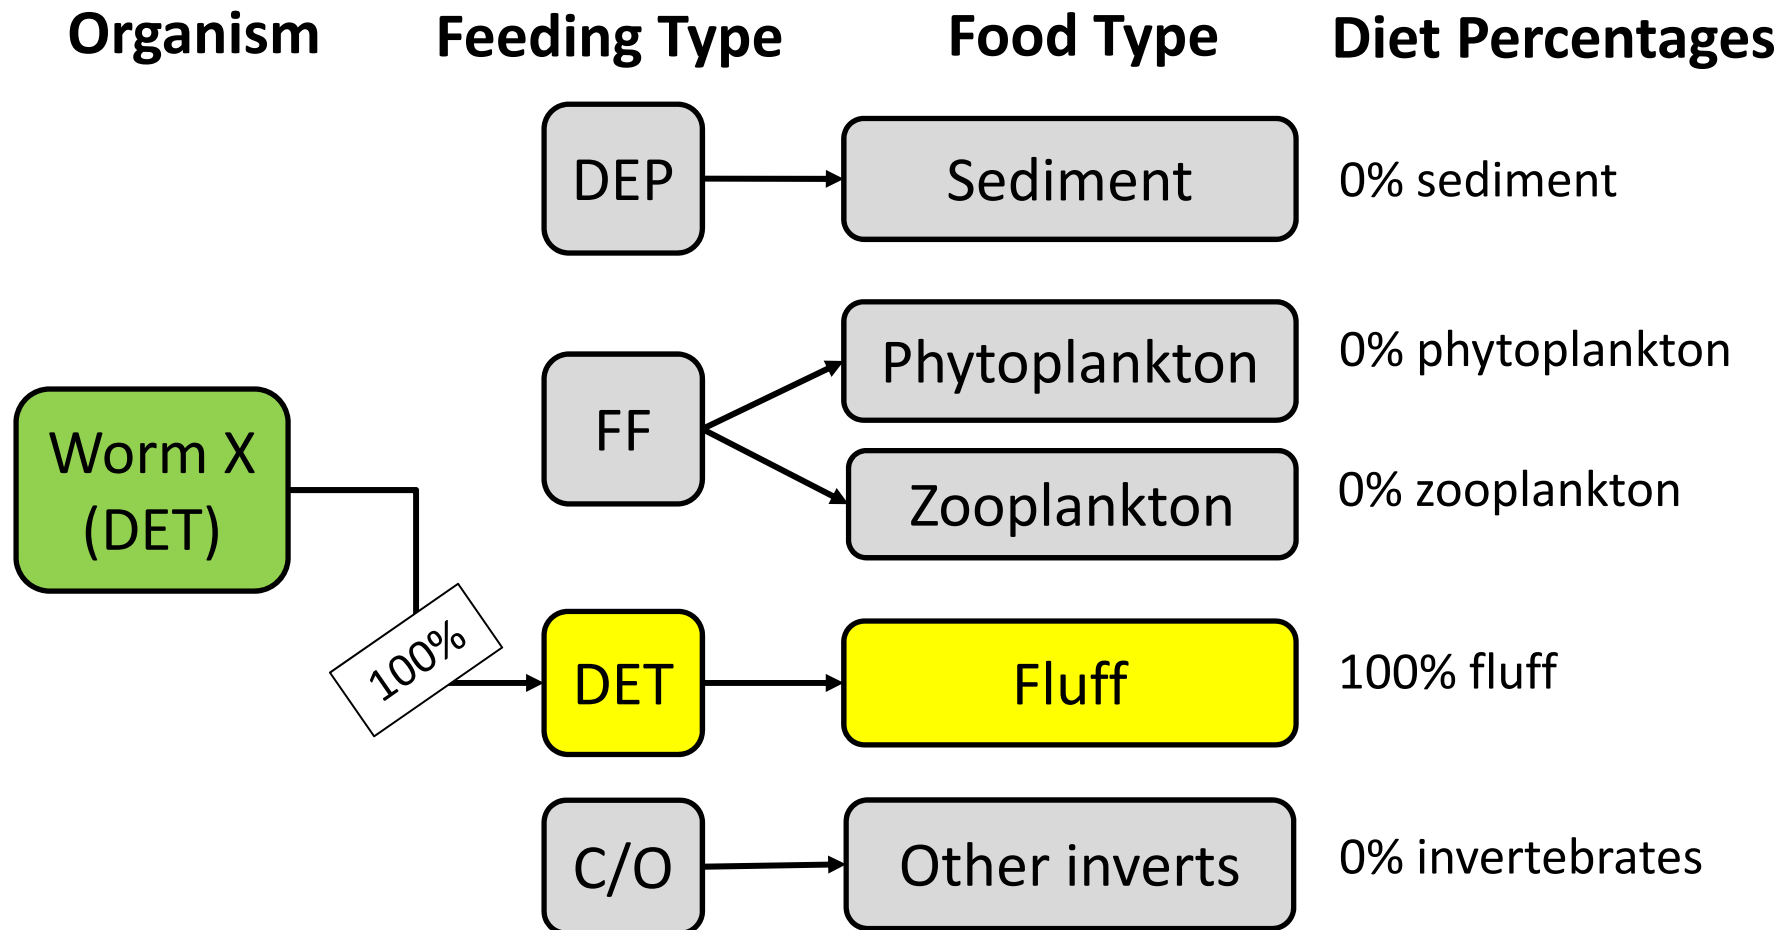 Organism Feeding Type Food Type Diet Percentages
DEP Sediment 0% sediment
Phytoplankton 0% phytoplankton
FF
Worm X
(DET)
Zooplankton 0% zooplankton
100%
DET Fluff 100% fluff
C/O Other inverts 0% invertebrates